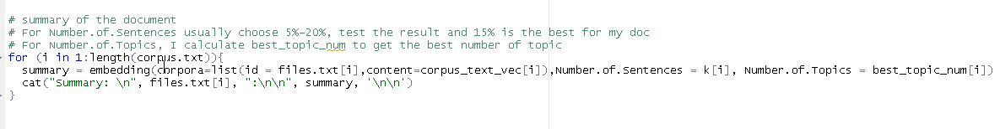 # summary of the document
# For Number.of.Sentences usually choose 5%-20%, test the result and 15% is the best for my doc
# For Number.of.Topics, I calculate best_topic_num to get the best number of topic
for (i in 1:length(corpus.txt)){
  summary = embedding(corpora=list(id = files.txt[i],content=corpus_text_vec[i]),Number.of.Sentences = k[i], Number.of.Topics = best_topic_num[i])
  cat("Summary: \n", files.txt[i], ":\n\n", summary, '\n\n')
}